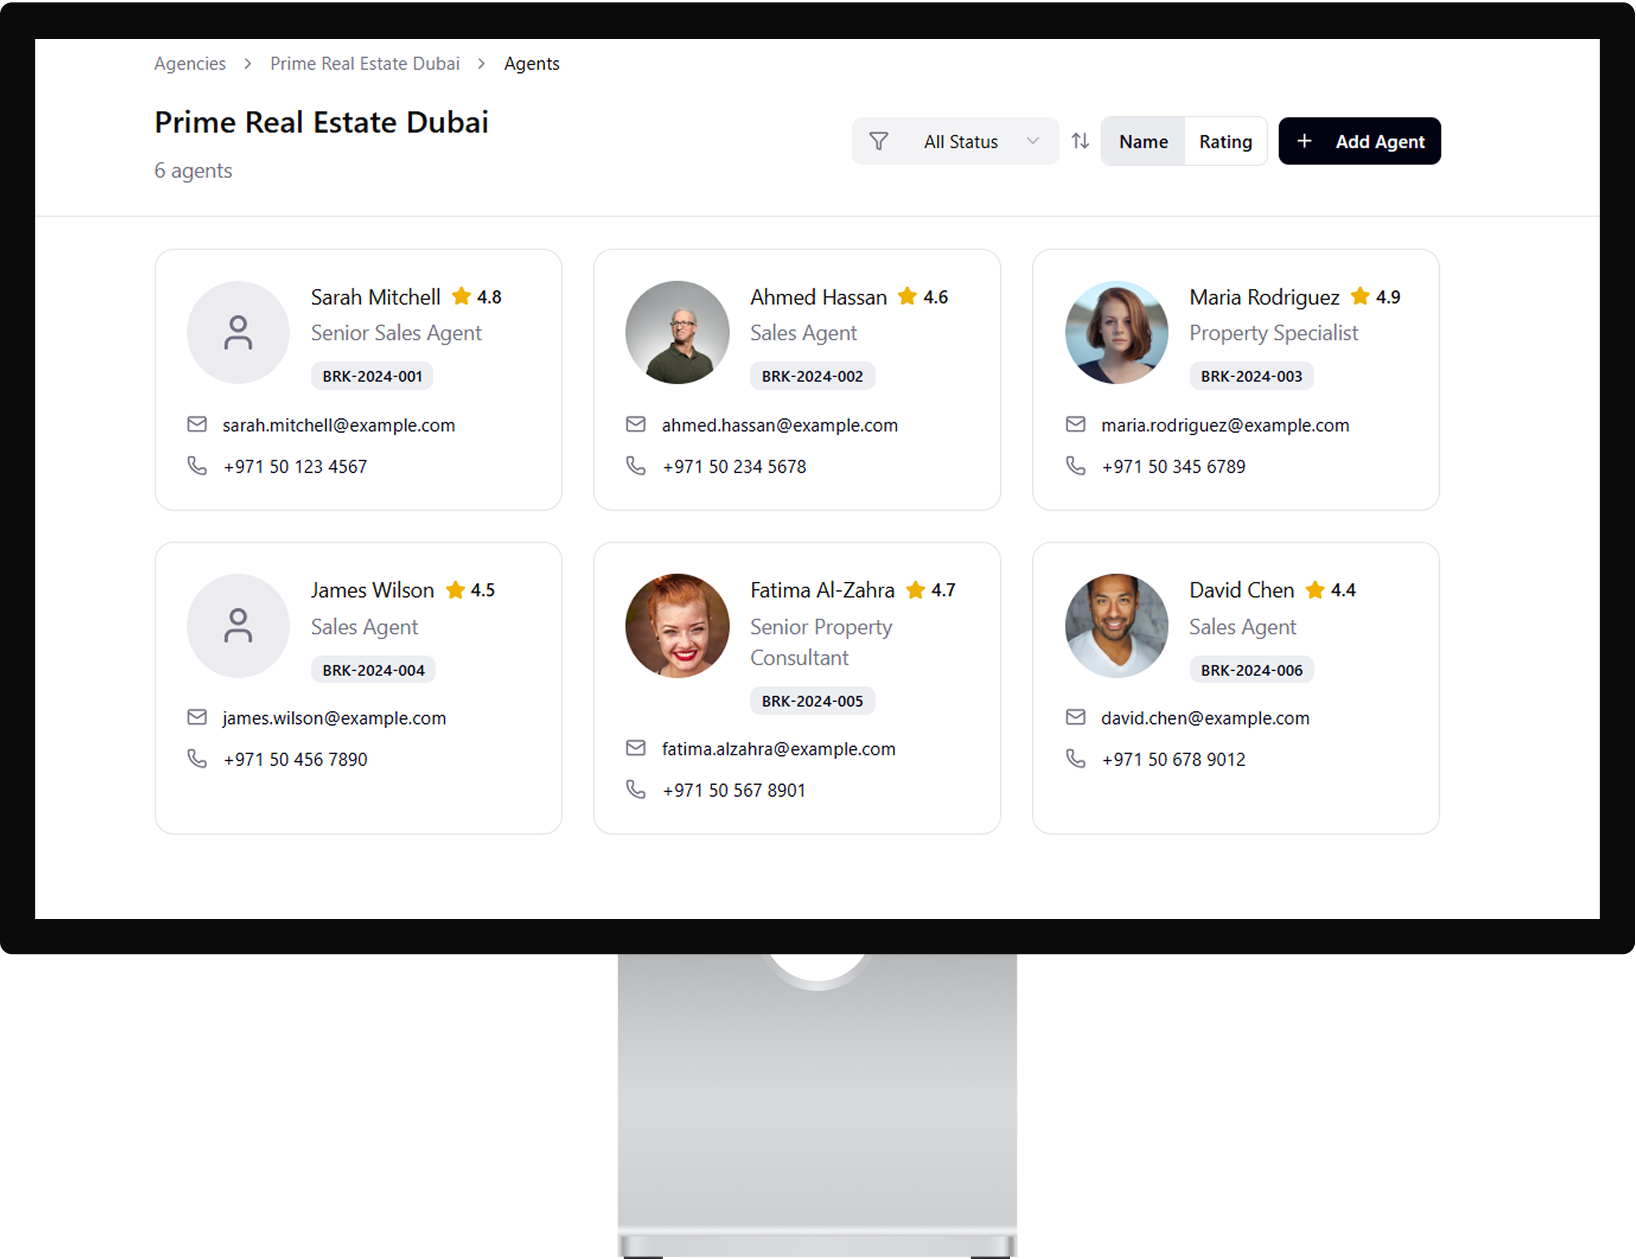 Agencies > Prime Real Estate Dubai > Agents
Prime Real Estate Dubai
6 agents
All Status
Name
Rating
+ Add Agent
Sarah Mitchell 4.8
Senior Sales Agent
BRK-2024-001
sarah.mitchell@example.com
+971 50 123 4567
Ahmed Hassan 4.6
Sales Agent
BRK-2024-002
ahmed.hassan@example.com
+971 50 234 5678
Maria Rodriguez 4.9
Property Specialist
BRK-2024-003
maria.rodriguez@example.com
+971 50 345 6789
James Wilson 4.5
Sales Agent
BRK-2024-004
james.wilson@example.com
+971 50 456 7890
Fatima Al-Zahra 4.7
Senior Property
Consultant
BRK-2024-005
fatima.alzahra@example.com
+971 50 567 8901
David Chen 4.4
Sales Agent
BRK-2024-006
david.chen@example.com
+971 50 678 9012